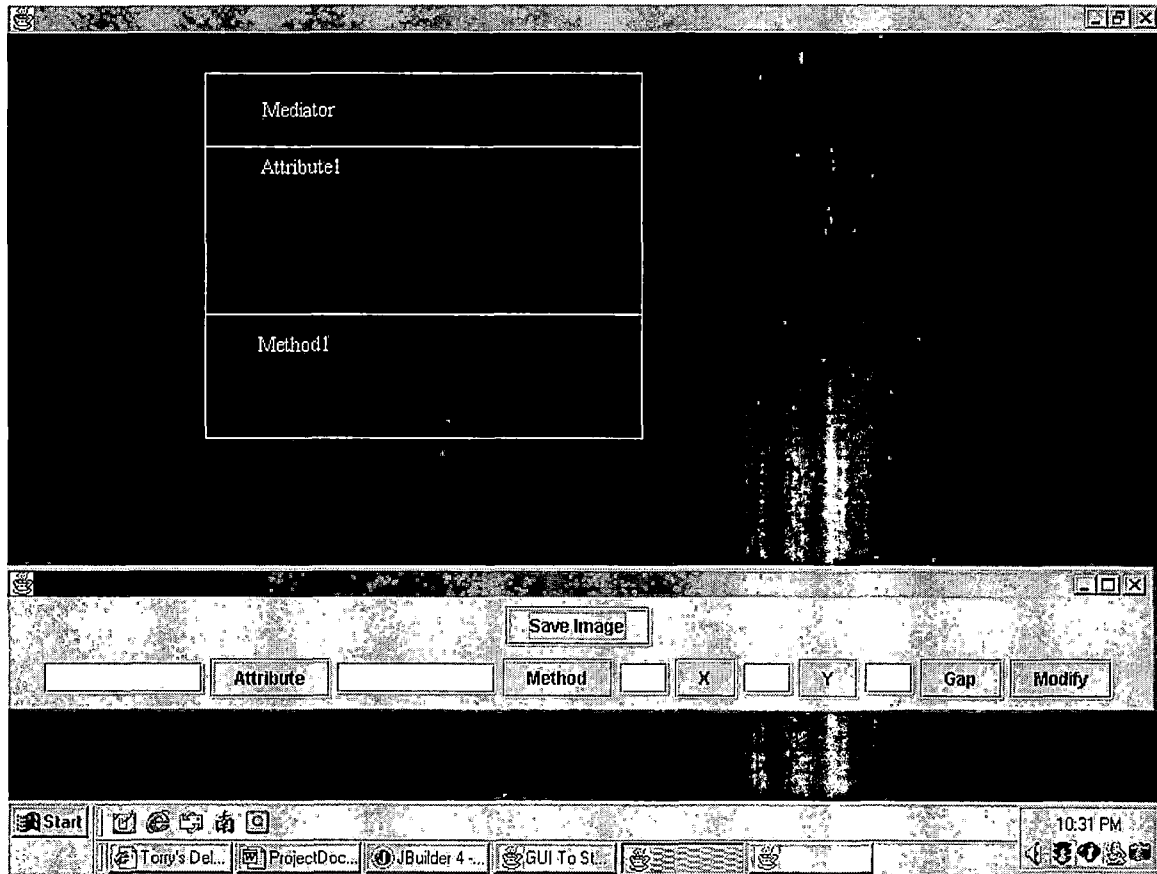 Mediator
Attribute1
Method1
Save Image
Attribute Method X Y Gap Modify
Start 10:31 PM
Torry's Del... ProjectDoc... JBuilder 4 -... GUI To St...